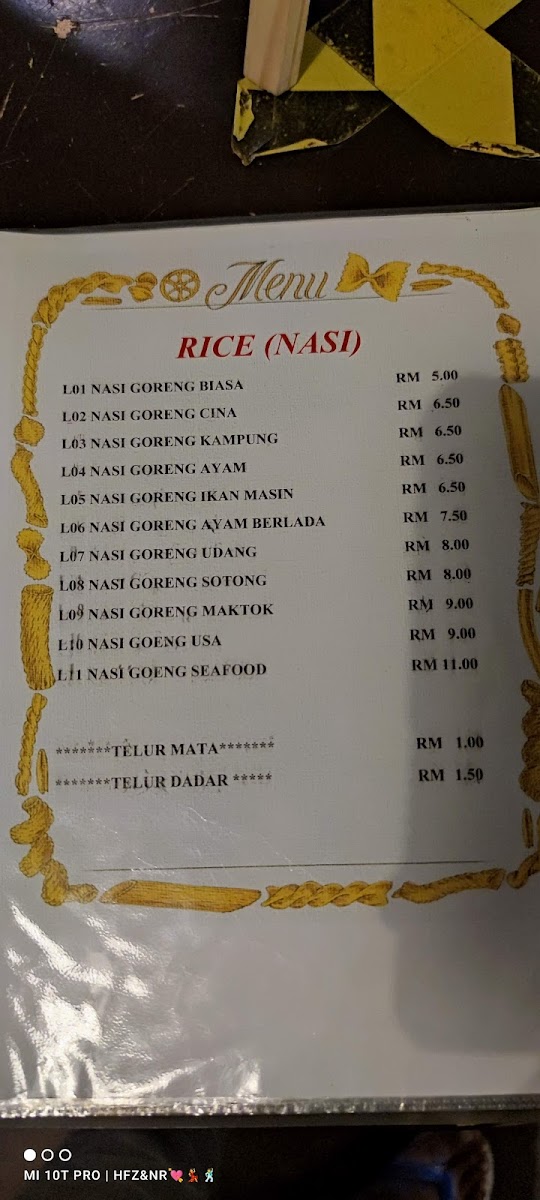 Menu
RICE (NASI)
L01 NASI GORENG BIASA RM 5.00
L02 NASI GORENG CINA RM 6.50
L03 NASI GORENG KAMPUNG RM 6.50
L04 NASI GORENG AYAM RM 6.50
L05 NASI GORENG IKAN MASIN RM 6.50
L06 NASI GORENG AYAM BERLADA RM 7.50
L07 NASI GORENG UDANG RM 8.00
L08 NASI GORENG SOTONG RM 8.00
L09 NASI GORENG MAKTOK RM 9.00
L10 NASI GOENG USA RM 9.00
L11 NASI GOENG SEAFOOD RM 11.00
*******TELUR MATA******* RM 1.00
*******TELUR DADAR ***** RM 1.50
MI 10T PRO | HFZ&NR💘💃🕺